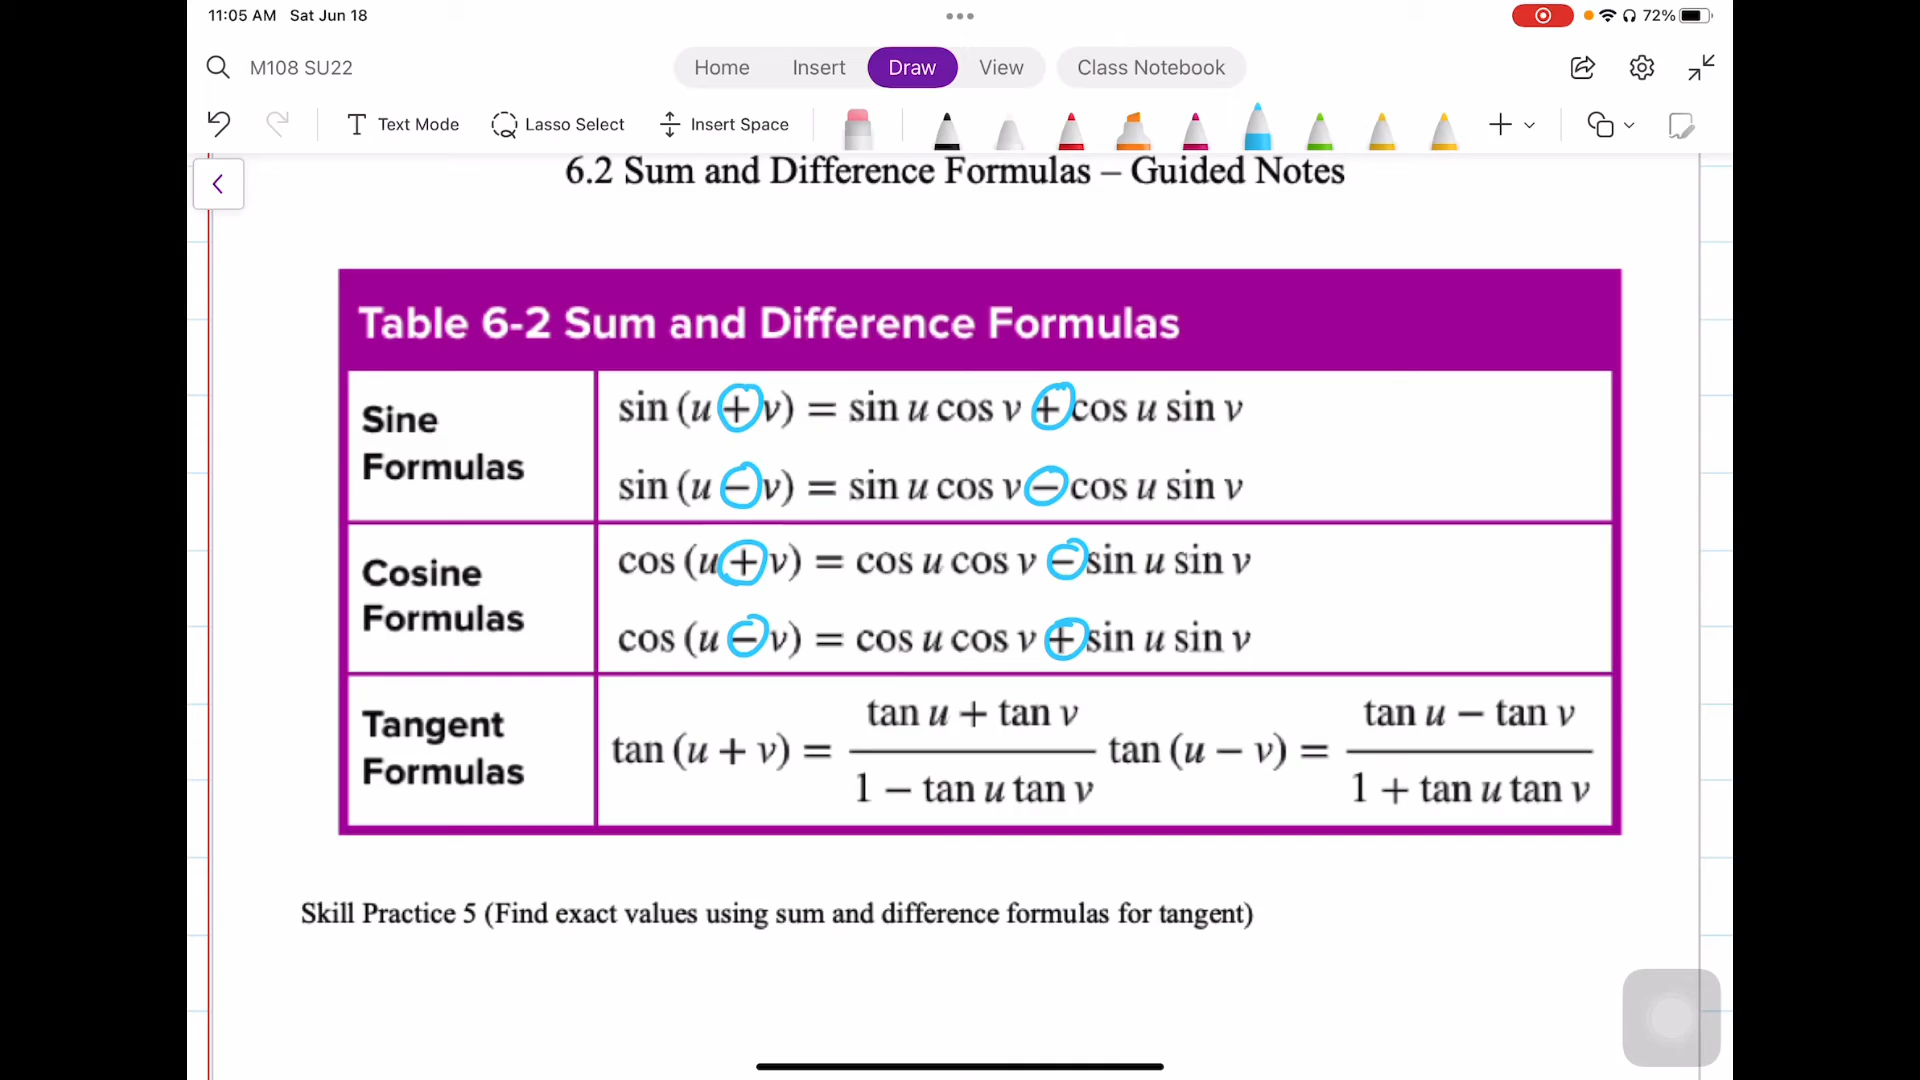 11:05 AM Sat Jun 18
72%
M108 SU22
Home Insert Draw View Class Notebook
Text Mode Lasso Select Insert Space
6.2 Sum and Difference Formulas – Guided Notes
Table 6-2 Sum and Difference Formulas
Sine
Formulas
sin (u + v) = sin u cos v + cos u sin v
sin (u − v) = sin u cos v − cos u sin v
Cosine
Formulas
cos (u + v) = cos u cos v − sin u sin v
cos (u − v) = cos u cos v + sin u sin v
Tangent
Formulas
tan (u + v) = (tan u + tan v) / (1 − tan u tan v) tan (u − v) = (tan u − tan v) / (1 + tan u tan v)
Skill Practice 5 (Find exact values using sum and difference formulas for tangent)